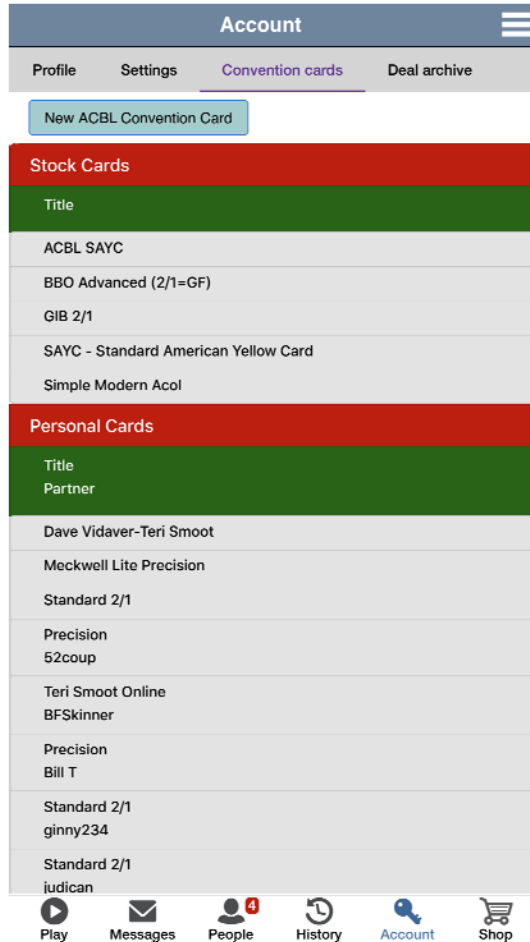 Account
Profile Settings Convention cards Deal archive
New ACBL Convention Card
Stock Cards
Title
ACBL SAYC
BBO Advanced (2/1=GF)
GIB 2/1
SAYC - Standard American Yellow Card
Simple Modern Acol
Personal Cards
Title
Partner
Dave Vidaver-Teri Smoot
Meckwell Lite Precision
Standard 2/1
Precision
52coup
Teri Smoot Online
BFSkinner
Precision
Bill T
Standard 2/1
ginny234
Standard 2/1
judican
4
Play Messages People History Account Shop